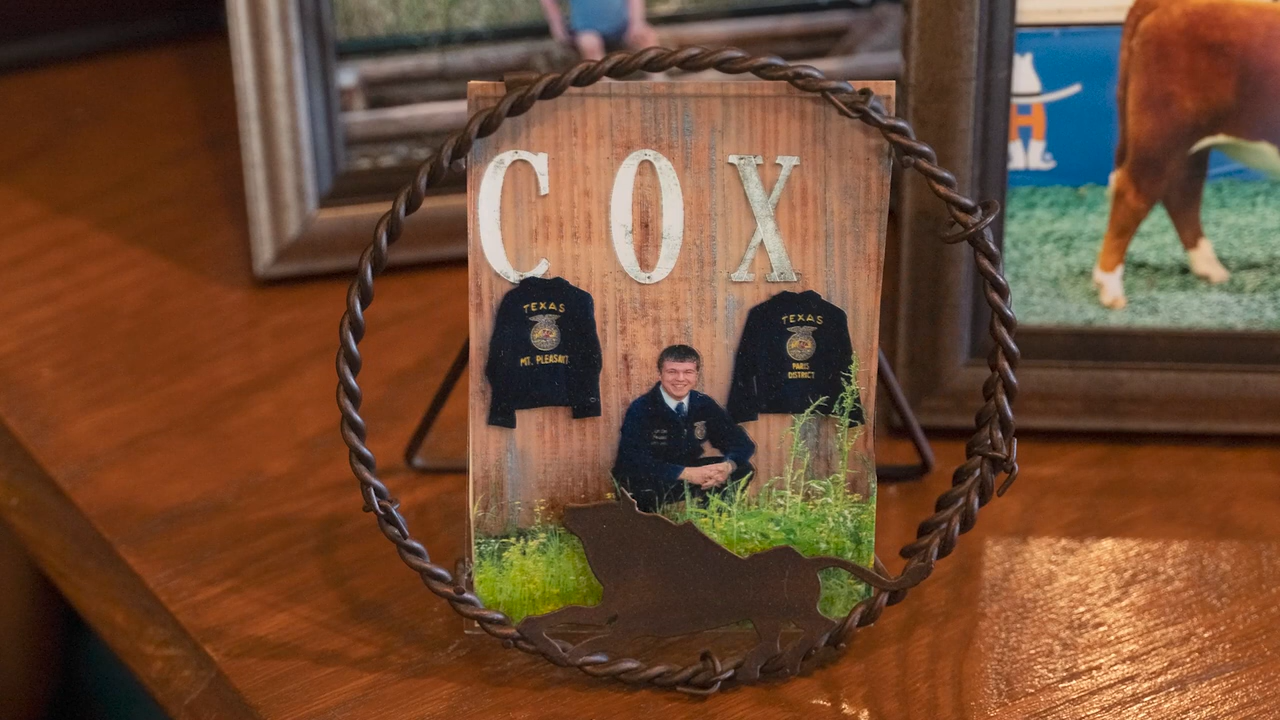 COX
TEXAS
MT. PLEASANT
TEXAS
PARIS
DISTRICT